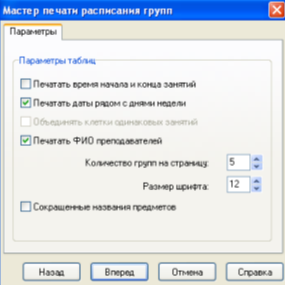 Мастер печати расписания групп
Параметры
Параметры таблиц
Печатать время начала и конца занятий
Печатать даты рядом с днями недели
Объединять клетки одинаковых занятий
Печатать ФИО преподавателей
Количество групп на страницу: 5
Размер шрифта: 12
Сокращенные названия предметов
Назад Вперед Отмена Справка